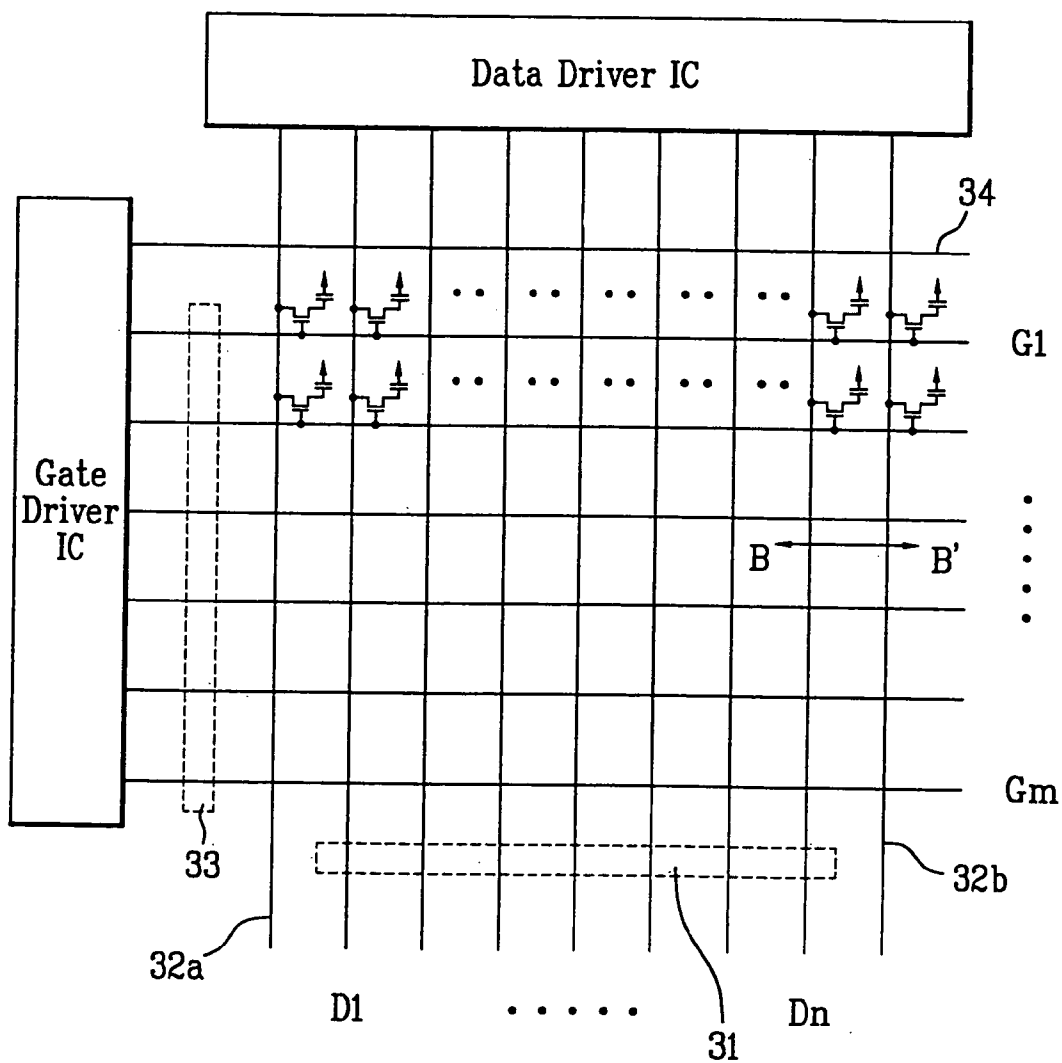 Data Driver IC
34
G1
Gate
Driver
IC
B
B'
Gm
33
32b
32a
D1
Dn
31